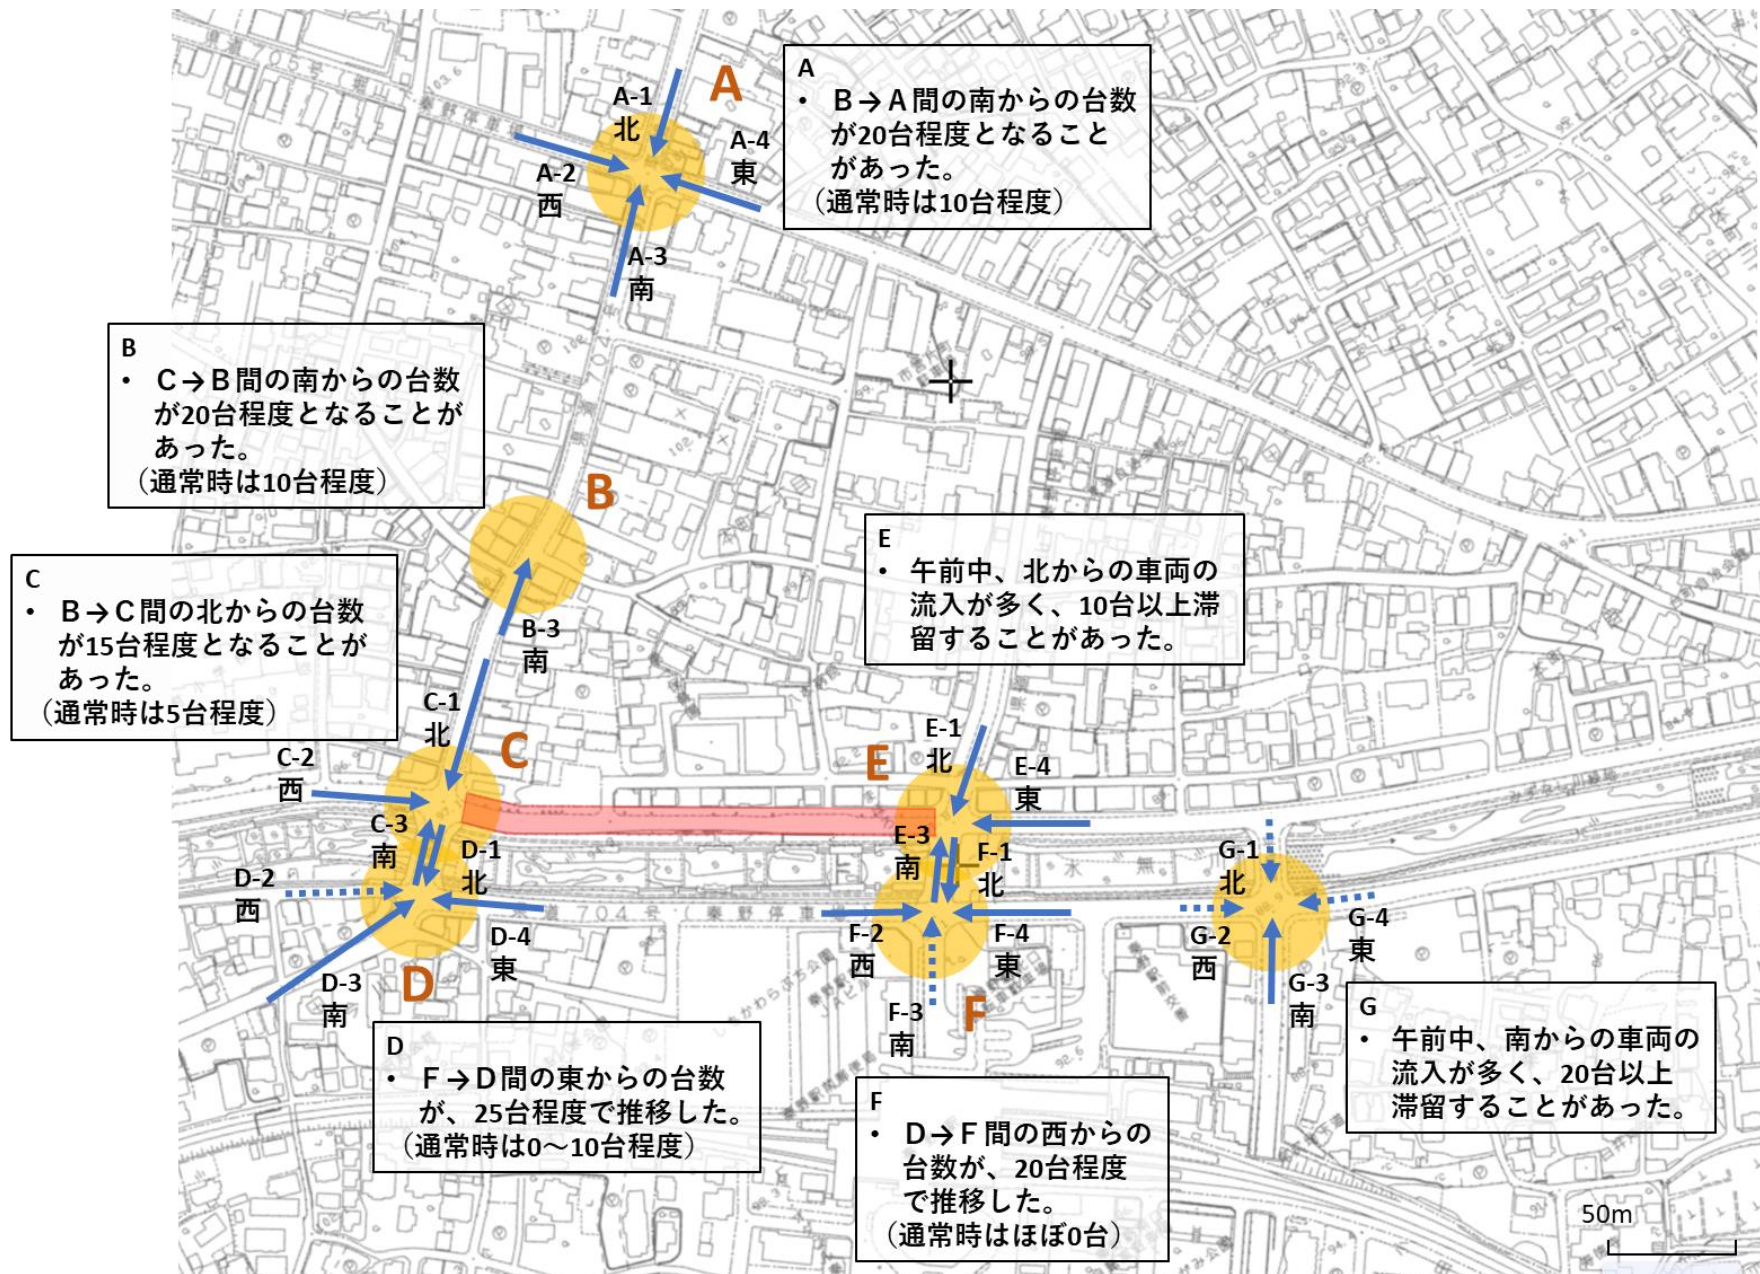 A
A-1
北
A-2
西
A-3
南
A-4
東
A
• B→A間の南からの台数
が20台程度となること
があった。
（通常時は10台程度）
B
• C→B間の南からの台数
が20台程度となることが
あった。
（通常時は10台程度）
B
B-3
南
C
• B→C間の北からの台数
が15台程度となることが
あった。
（通常時は5台程度）
C
C-1
北
C-2
西
C-3
南
E
• 午前中、北からの車両の
流入が多く、10台以上滞
留することがあった。
E
E-1
北
E-4
東
E-3
南
D-1
北
D-2
西
D-3
南
D-4
東
D
F-1
北
F-2
西
F-3
南
F-4
東
F
G-1
北
G-2
西
G-3
南
G-4
東
D
• F→D間の東からの台数
が、25台程度で推移した。
（通常時は0～10台程度）
F
• D→F間の西からの
台数が、20台程度
で推移した。
（通常時はほぼ0台）
G
• 午前中、南からの車両の
流入が多く、20台以上
滞留することがあった。
水無
道704号（秦野停車場
50m